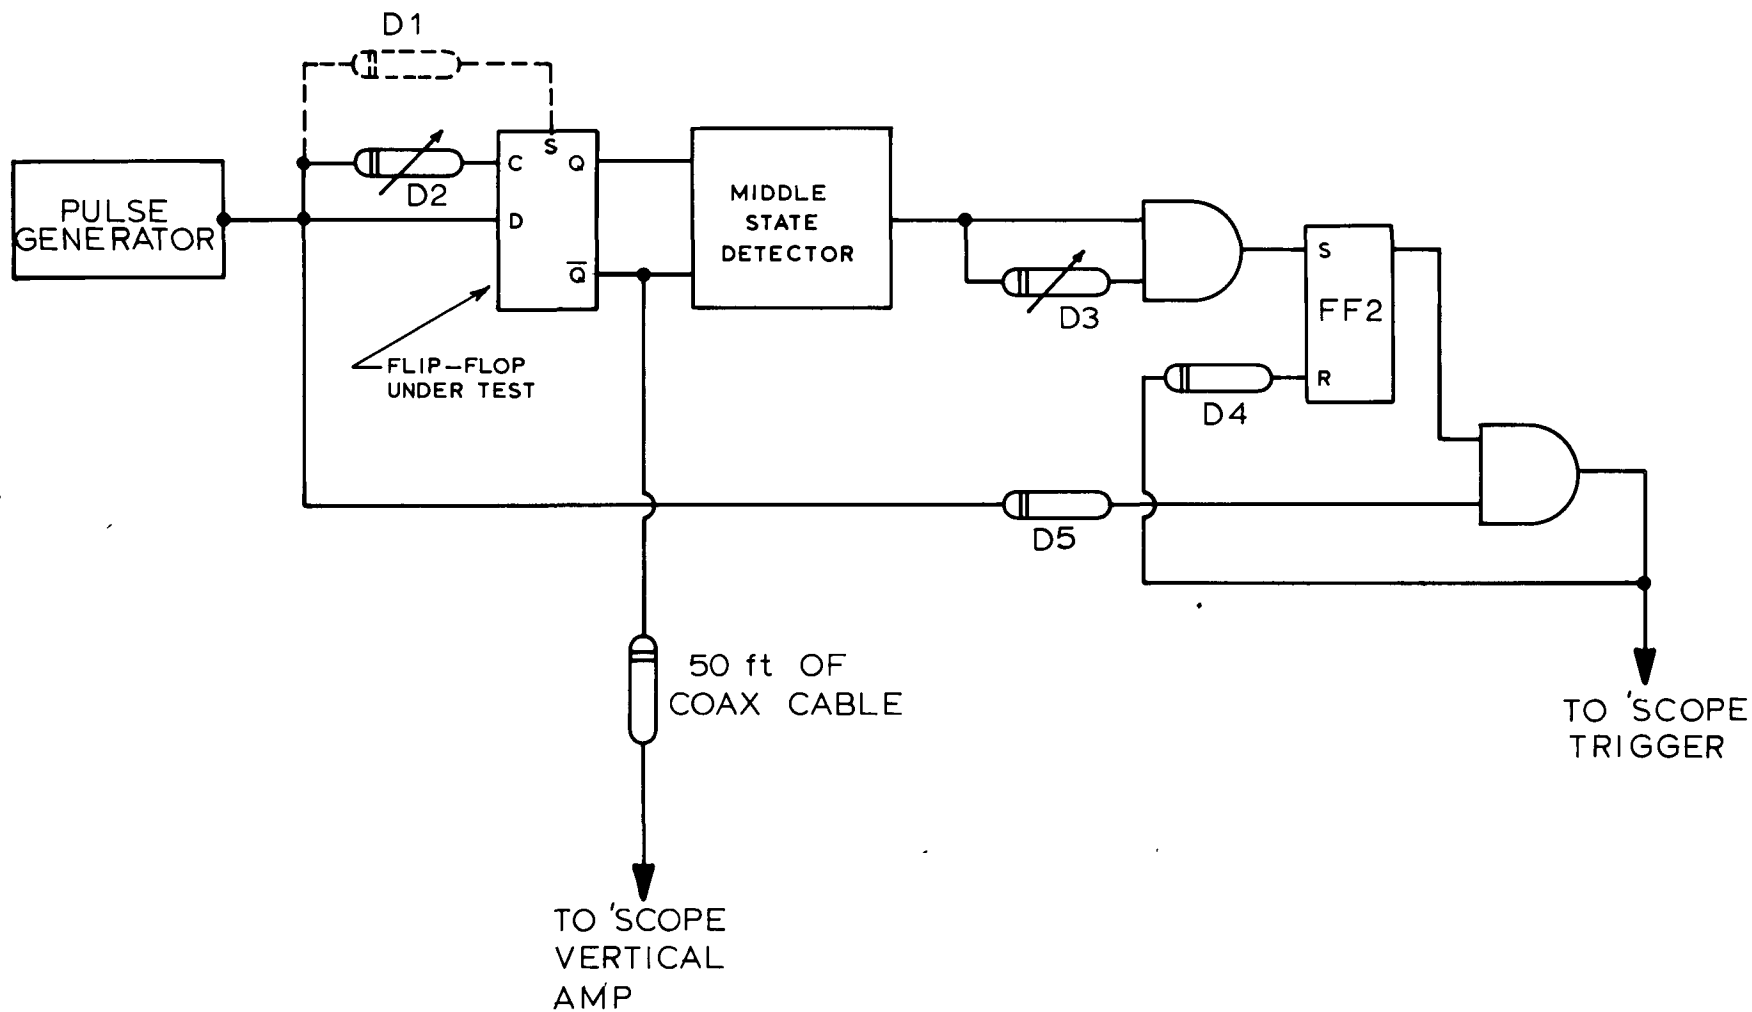 D1
PULSE
GENERATOR
D2
C
S
Q
D
Q̅
MIDDLE
STATE
DETECTOR
D3
S
FF2
R
FLIP-FLOP
UNDER TEST
D4
D5
50 ft OF
COAX CABLE
TO 'SCOPE
TRIGGER
TO 'SCOPE
VERTICAL
AMP